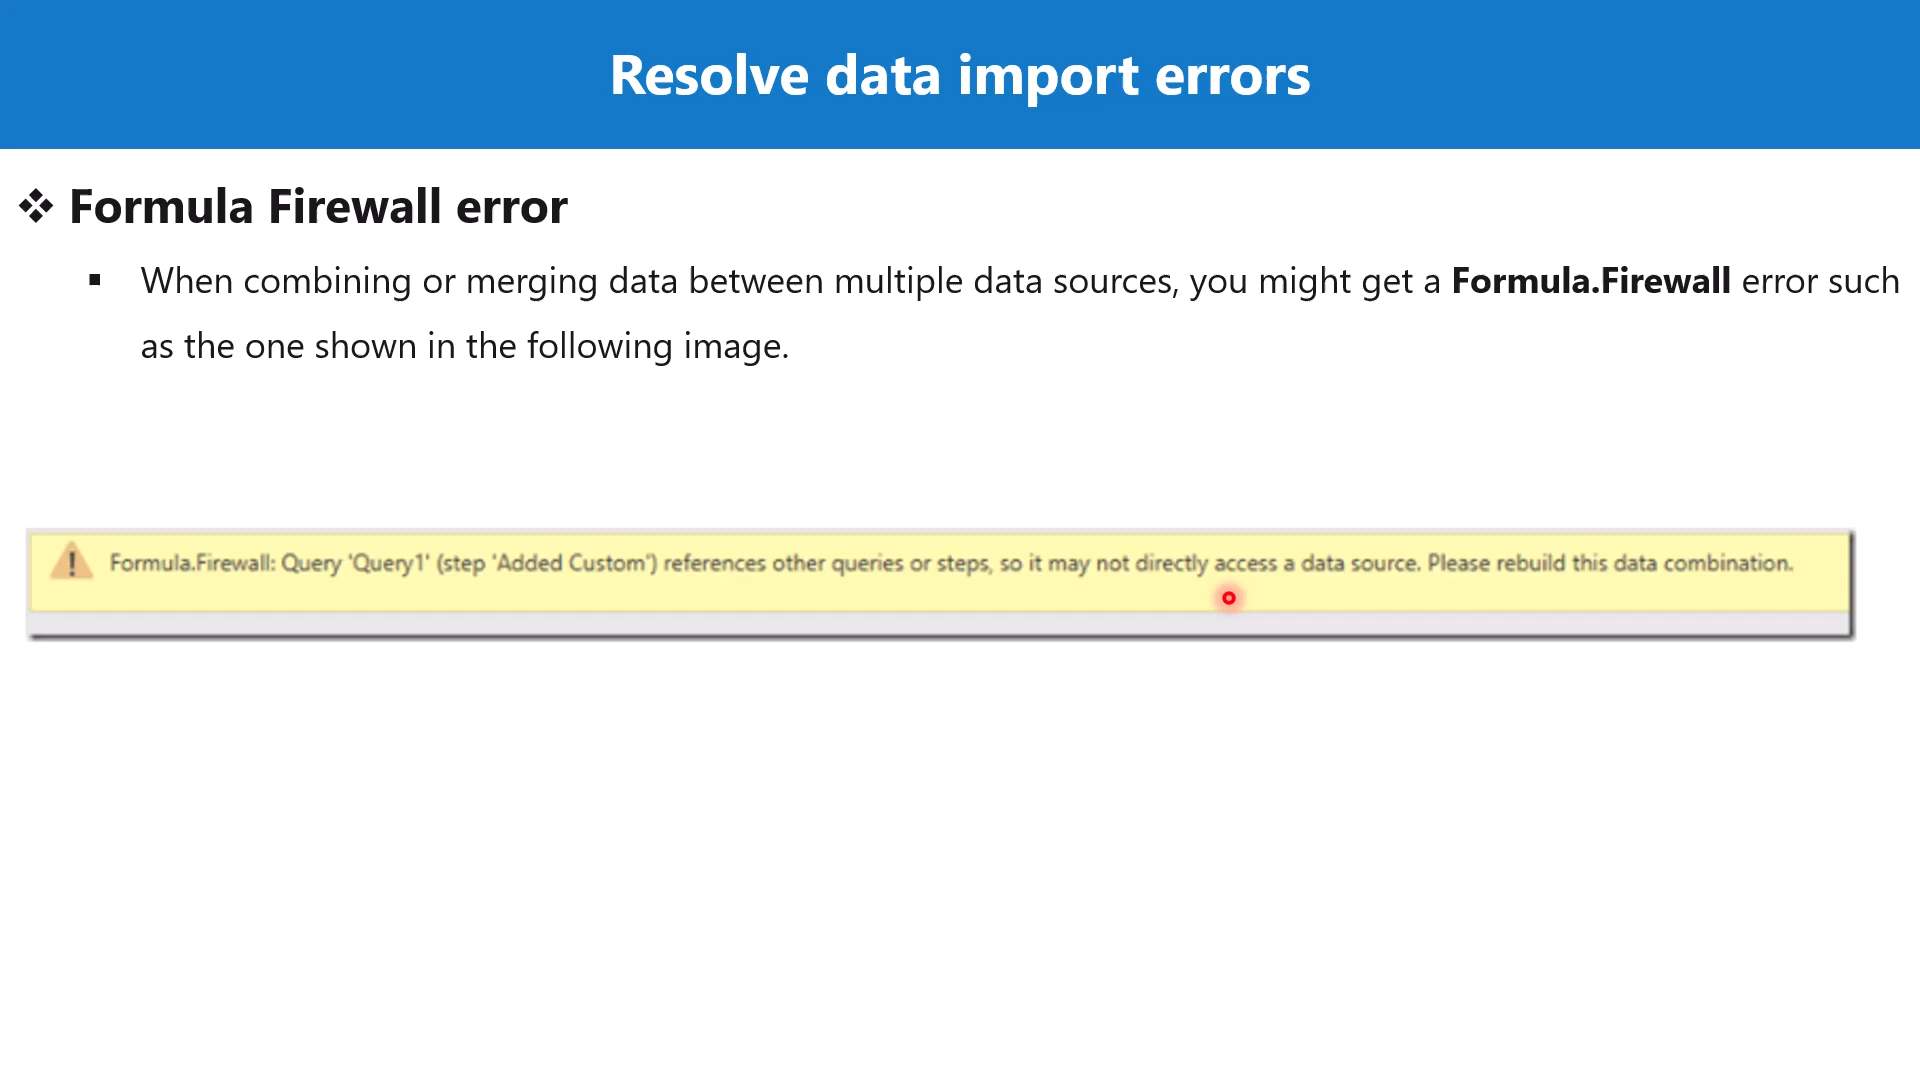 Resolve data import errors
❖ Formula Firewall error
▪ When combining or merging data between multiple data sources, you might get a Formula.Firewall error such
as the one shown in the following image.
Formula.Firewall: Query 'Query1' (step 'Added Custom') references other queries or steps, so it may not directly access a data source. Please rebuild this data combination.